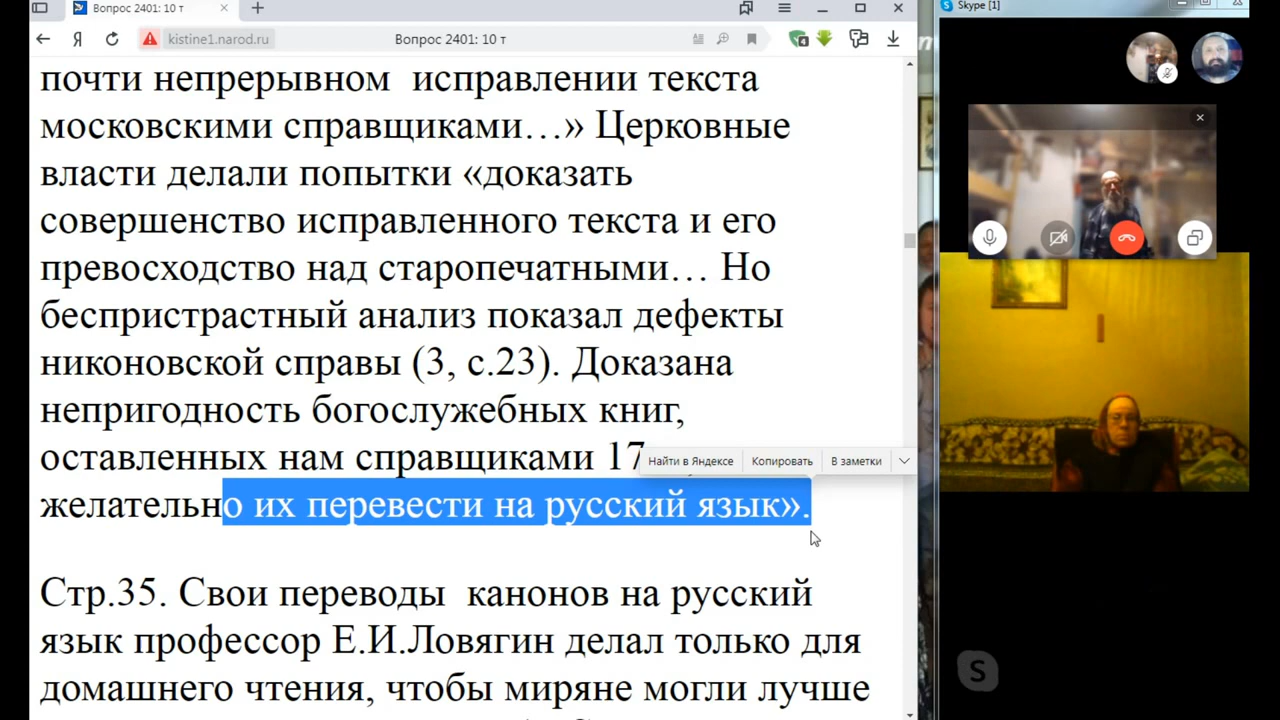 Вопрос 2401: 10 т
kistine1.narod.ru
Вопрос 2401: 10 т
почти непрерывном исправлении текста
московскими справщиками…» Церковные
власти делали попытки «доказать
совершенство исправленного текста и его
превосходство над старопечатными… Но
беспристрастный анализ показал дефекты
никоновской справы (3, с.23). Доказана
непригодность богослужебных книг,
оставленных нам справщиками 17
Найти в Яндексе
Копировать
В заметки
желательно их перевести на русский язык».
Стр.35. Свои переводы канонов на русский
язык профессор Е.И.Ловягин делал только для
домашнего чтения, чтобы миряне могли лучше
Skype [1]